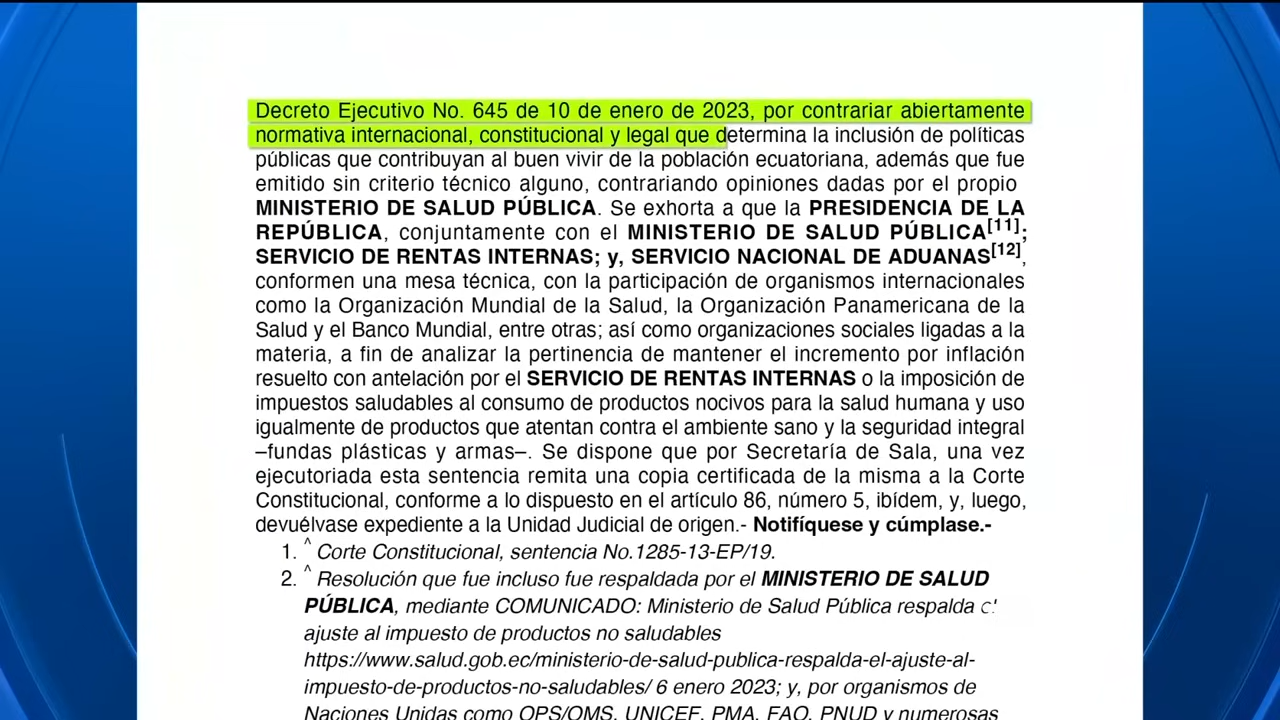 Decreto Ejecutivo No. 645 de 10 de enero de 2023, por contrariar abiertamente
normativa internacional, constitucional y legal que determina la inclusión de políticas
públicas que contribuyan al buen vivir de la población ecuatoriana, además que fue
emitido sin criterio técnico alguno, contrariando opiniones dadas por el propio
MINISTERIO DE SALUD PÚBLICA. Se exhorta a que la PRESIDENCIA DE LA
REPÚBLICA, conjuntamente con el MINISTERIO DE SALUD PÚBLICA[11];
SERVICIO DE RENTAS INTERNAS; y, SERVICIO NACIONAL DE ADUANAS[12],
conformen una mesa técnica, con la participación de organismos internacionales
como la Organización Mundial de la Salud, la Organización Panamericana de la
Salud y el Banco Mundial, entre otras; así como organizaciones sociales ligadas a la
materia, a fin de analizar la pertinencia de mantener el incremento por inflación
resuelto con antelación por el SERVICIO DE RENTAS INTERNAS o la imposición de
impuestos saludables al consumo de productos nocivos para la salud humana y uso
igualmente de productos que atentan contra el ambiente sano y la seguridad integral
–fundas plásticas y armas–. Se dispone que por Secretaría de Sala, una vez
ejecutoriada esta sentencia remita una copia certificada de la misma a la Corte
Constitucional, conforme a lo dispuesto en el artículo 86, número 5, ibídem, y, luego,
devuélvase expediente a la Unidad Judicial de origen.- Notifíquese y cúmplase.-
1. ^ Corte Constitucional, sentencia No.1285-13-EP/19.
2. ^ Resolución que fue incluso fue respaldada por el MINISTERIO DE SALUD
PÚBLICA, mediante COMUNICADO: Ministerio de Salud Pública respalda
ajuste al impuesto de productos no saludables
https://www.salud.gob.ec/ministerio-de-salud-publica-respalda-el-ajuste-al-
impuesto-de-productos-no-saludables/ 6 enero 2023; y, por organismos de
Naciones Unidas como OPS/OMS, UNICEF, PMA, FAO, PNUD y numerosas